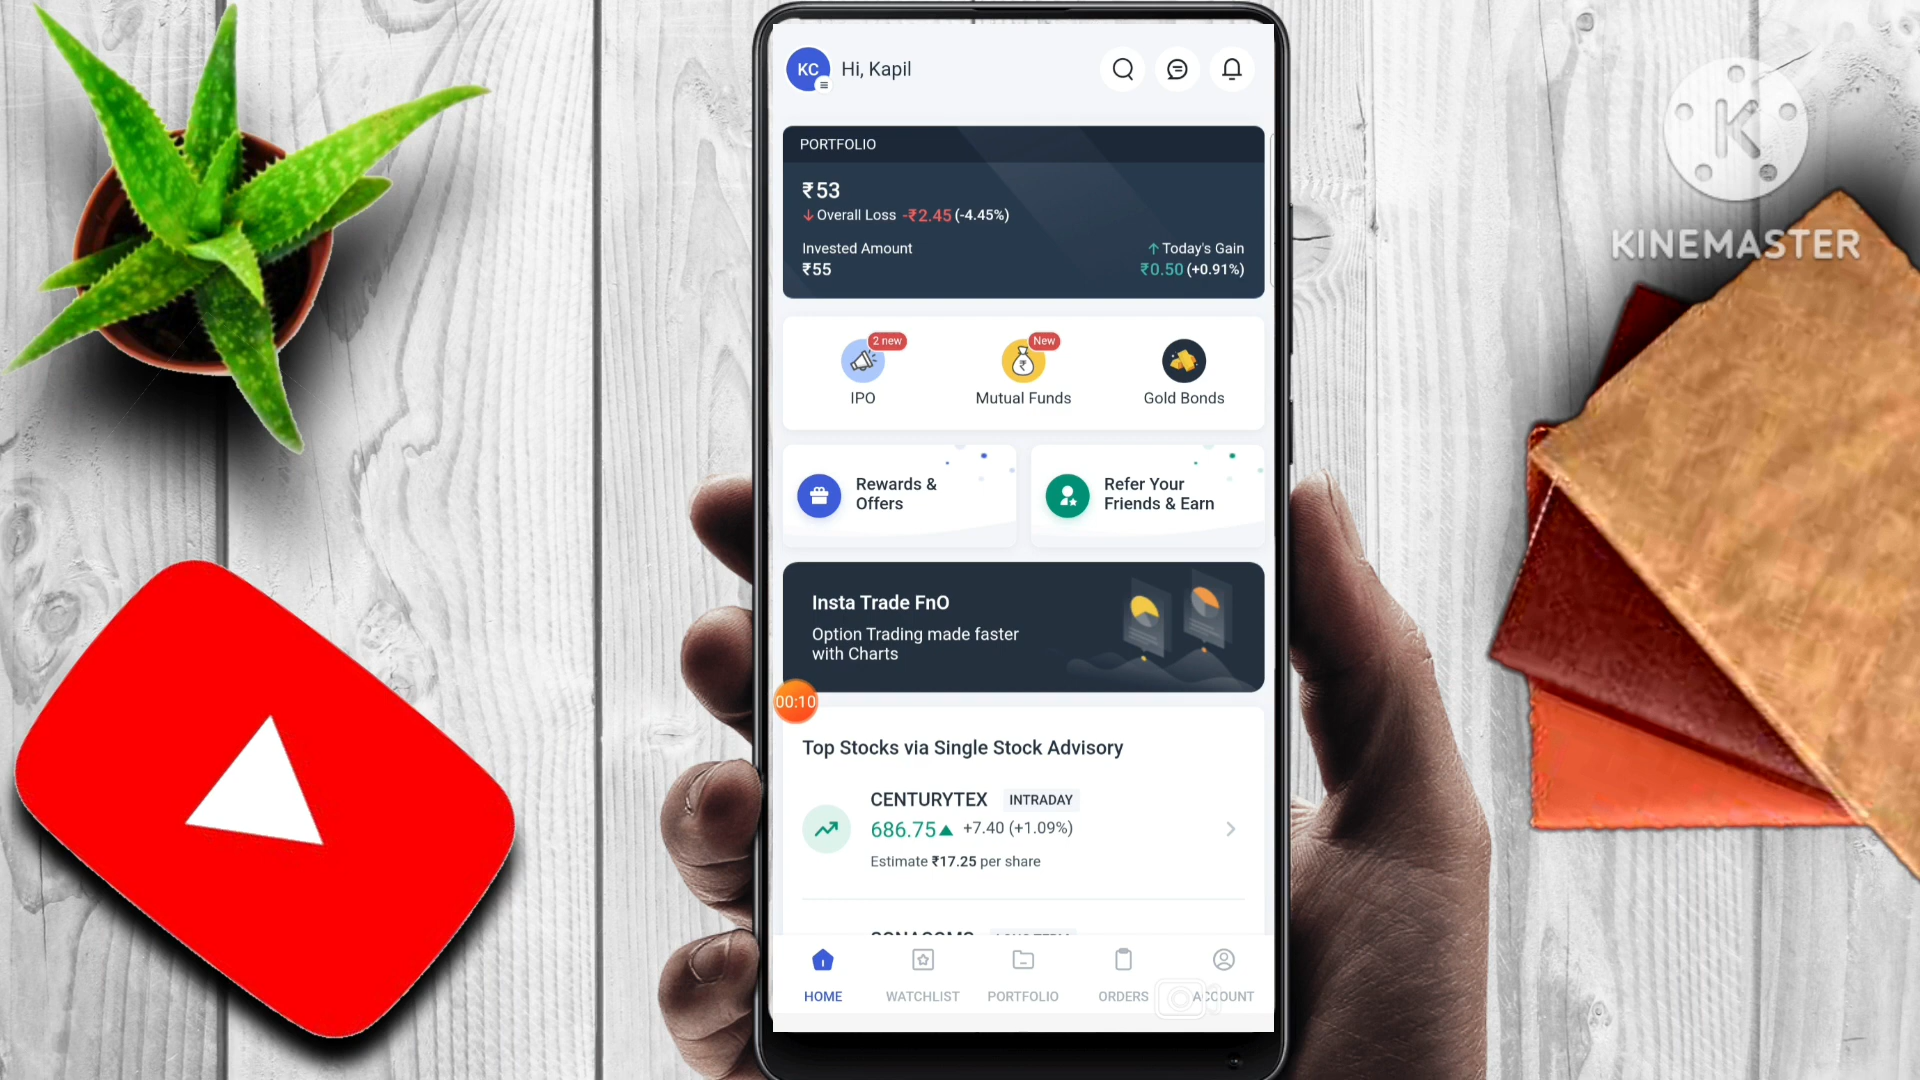 KC
Hi, Kapil
PORTFOLIO
₹53
Overall Loss -₹2.45 (-4.45%)
Invested Amount
₹55
Today's Gain
₹0.50 (+0.91%)
2 new
IPO
New
Mutual Funds
Gold Bonds
Rewards &
Offers
Refer Your
Friends & Earn
Insta Trade FnO
Option Trading made faster
with Charts
00:10
Top Stocks via Single Stock Advisory
CENTURYTEX INTRADAY
686.75 +7.40 (+1.09%)
Estimate ₹17.25 per share
HOME
WATCHLIST
PORTFOLIO
ORDERS
ACCOUNT
K
KINEMASTER